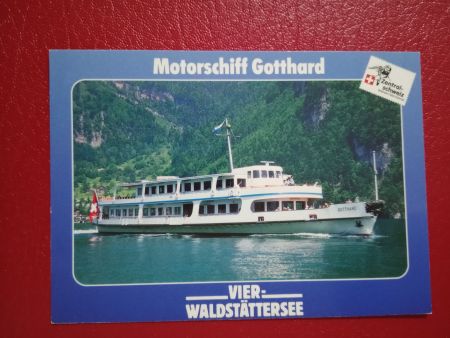 Motorschiff Gotthard
Zentral-
schweiz
GOTTHARD
VIER-
WALDSTÄTTERSEE